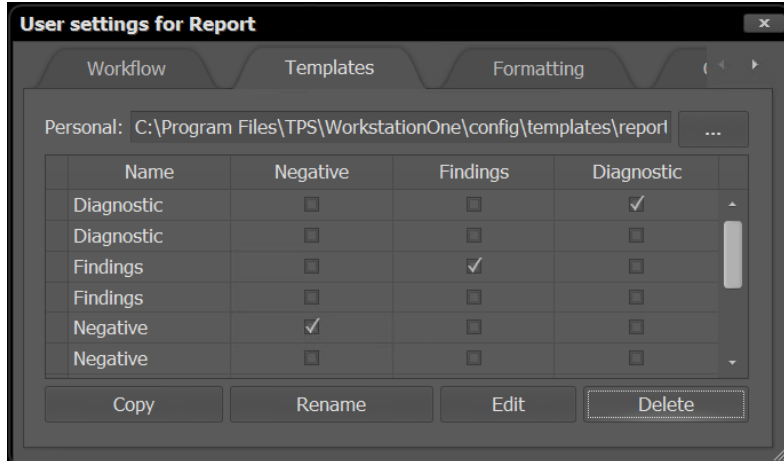 User settings for Report
Workflow Templates Formatting
Personal: C:\Program Files\TPS\WorkstationOne\config\templates\report ...
Name Negative Findings Diagnostic
Diagnostic
Diagnostic
Findings
Findings
Negative
Negative
Copy Rename Edit Delete